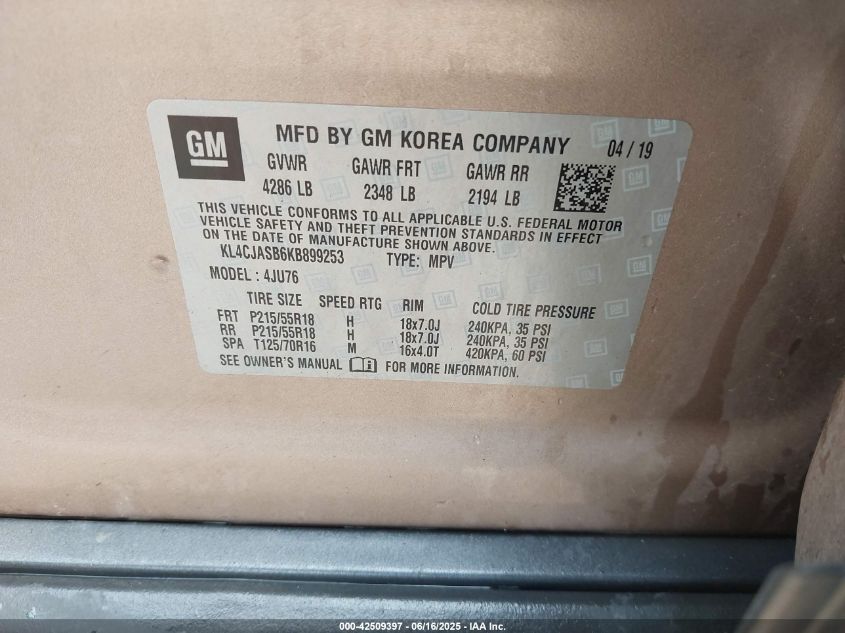 GM MFD BY GM KOREA COMPANY 04 / 19
GVWR GAWR FRT GAWR RR
4286 LB 2348 LB 2194 LB
THIS VEHICLE CONFORMS TO ALL APPLICABLE U.S. FEDERAL MOTOR
VEHICLE SAFETY AND THEFT PREVENTION STANDARDS IN EFFECT
ON THE DATE OF MANUFACTURE SHOWN ABOVE.
KL4CJASB6KB899253 TYPE: MPV
MODEL : 4JU76
TIRE SIZE SPEED RTG RIM COLD TIRE PRESSURE
FRT P215/55R18 H 18x7.0J 240KPA, 35 PSI
RR P215/55R18 H 18x7.0J 240KPA, 35 PSI
SPA T125/70R16 M 16x4.0T 420KPA, 60 PSI
SEE OWNER'S MANUAL FOR MORE INFORMATION.
000-42509397 - 06/16/2025 - IAA Inc.